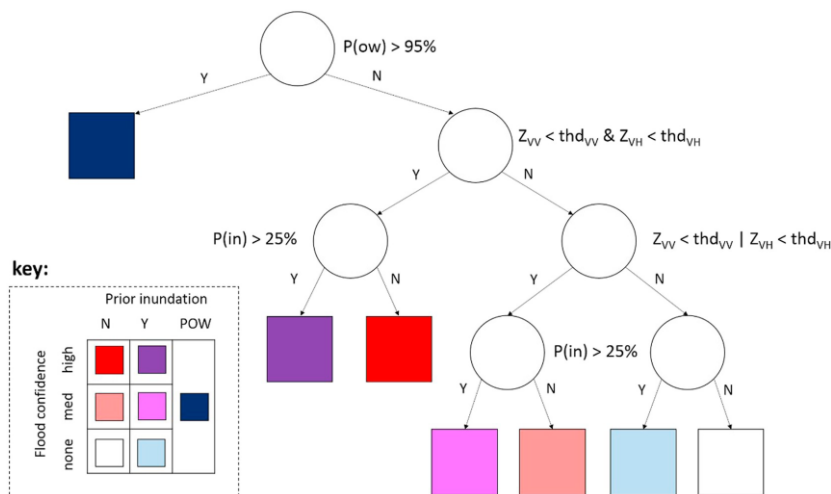 P(ow) > 95%
Y
N
Z_VV < thd_VV & Z_VH < thd_VH
Y
N
P(in) > 25%
Z_VV < thd_VV | Z_VH < thd_VH
key:
Y
N
Y
N
Prior inundation
N Y POW
P(in) > 25%
high
Y
N
Y
N
Flood confidence
med
none